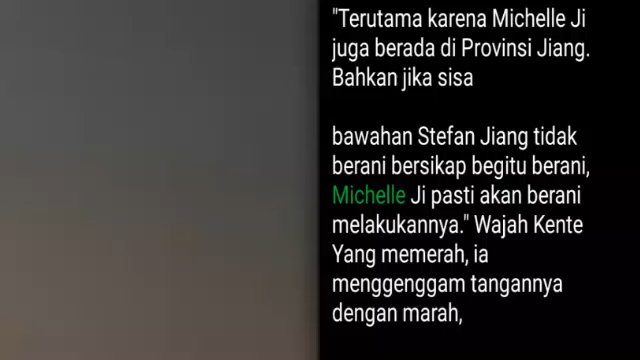 "Terutama karena Michelle Ji
juga berada di Provinsi Jiang.
Bahkan jika sisa
bawahan Stefan Jiang tidak
berani bersikap begitu berani,
Michelle Ji pasti akan berani
melakukannya." Wajah Kente
Yang memerah, ia
menggenggam tangannya
dengan marah,